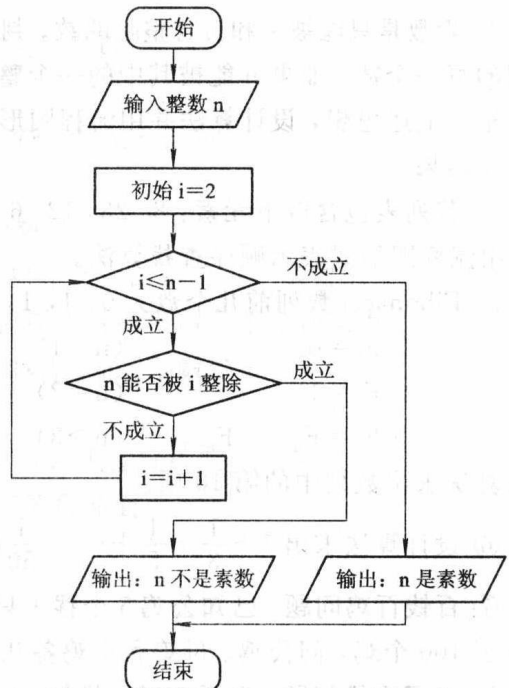 开始
输入整数 n
初始 i=2
i≤n-1
不成立
成立
n 能否被 i 整除
成立
不成立
i=i+1
输出：n 不是素数
输出：n 是素数
结束